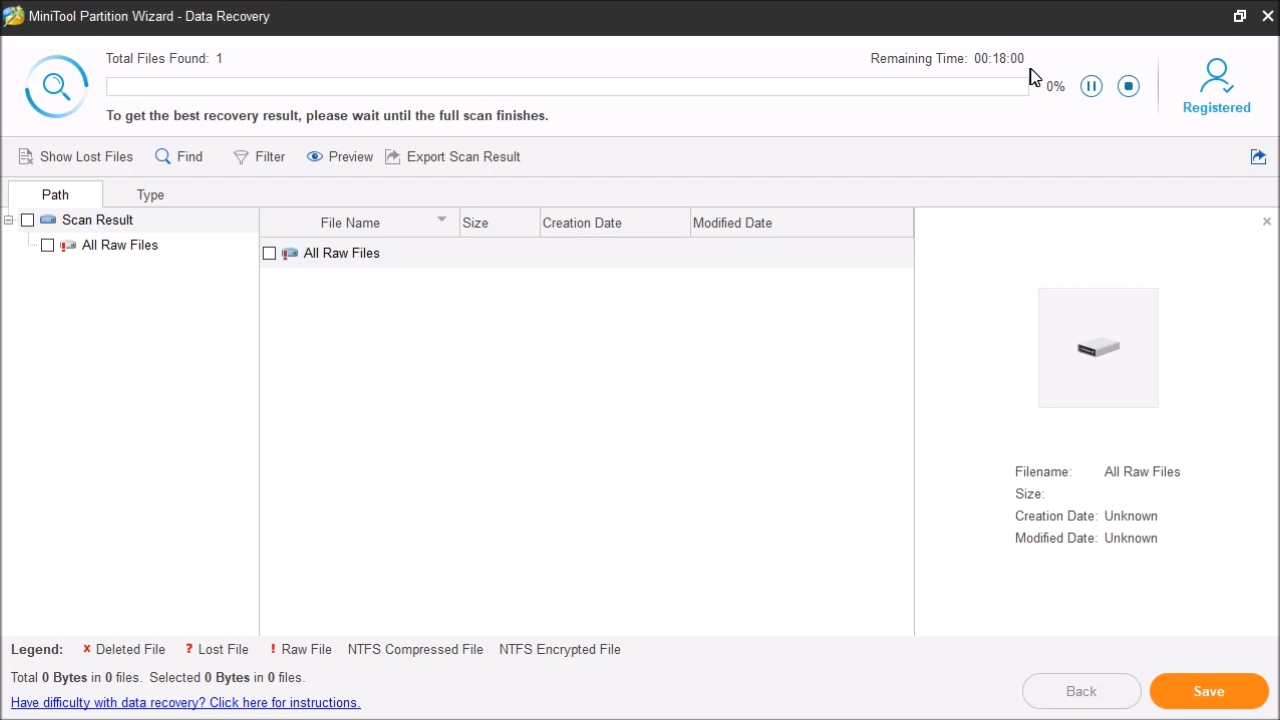 MiniTool Partition Wizard - Data Recovery
Total Files Found: 1
Remaining Time: 00:18:00
0%
To get the best recovery result, please wait until the full scan finishes.
Registered
Show Lost Files Find Filter Preview Export Scan Result
Path Type
Scan Result
All Raw Files
File Name Size Creation Date Modified Date
All Raw Files
Filename: All Raw Files
Size:
Creation Date: Unknown
Modified Date: Unknown
Legend: x Deleted File ? Lost File ! Raw File NTFS Compressed File NTFS Encrypted File
Total 0 Bytes in 0 files. Selected 0 Bytes in 0 files.
Have difficulty with data recovery? Click here for instructions.
Back
Save